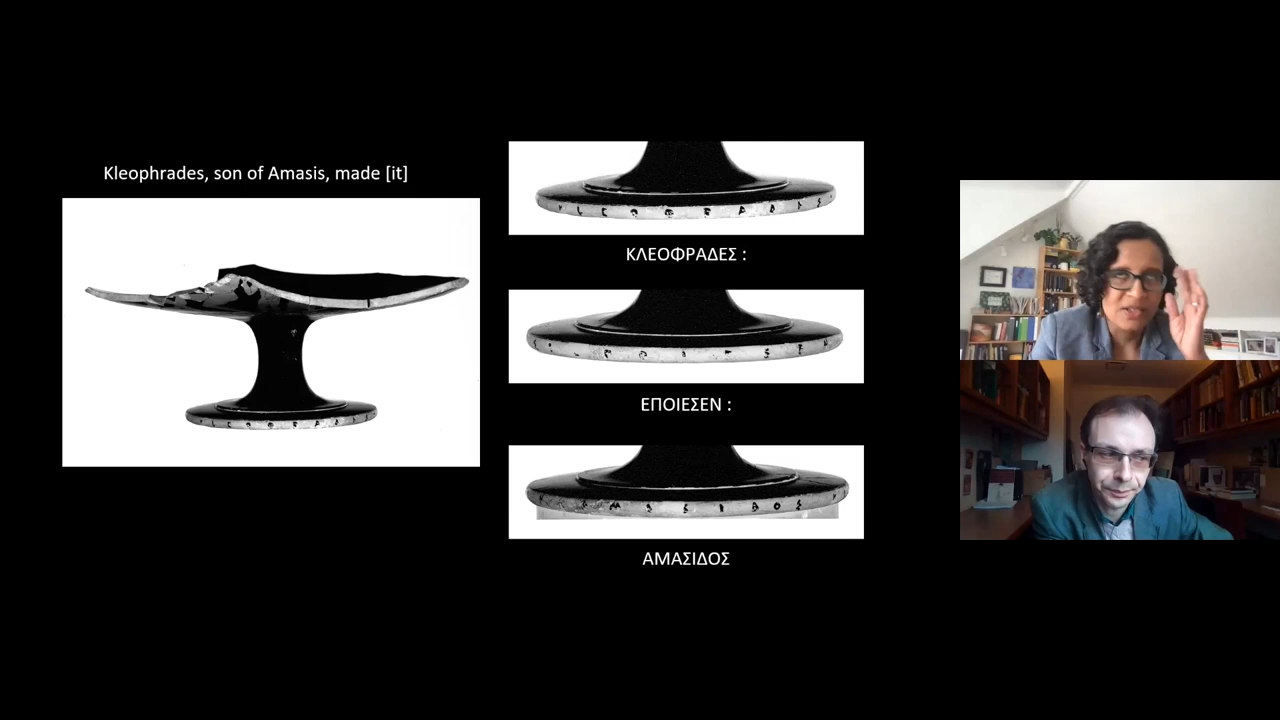 Kleophrades, son of Amasis, made [it]
ΚΛΕΟΦΡΑΔΕΣ :
ΕΠΟΙΕΣΕΝ :
ΑΜΑΣΙΔΟΣ